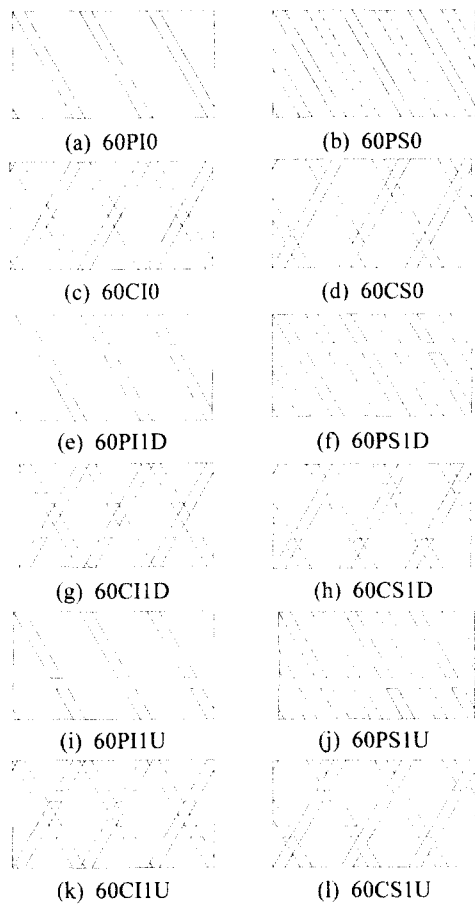 (a) 60PI0
(b) 60PS0
(c) 60CI0
(d) 60CS0
(e) 60PI1D
(f) 60PS1D
(g) 60CI1D
(h) 60CS1D
(i) 60PI1U
(j) 60PS1U
(k) 60CI1U
(l) 60CS1U